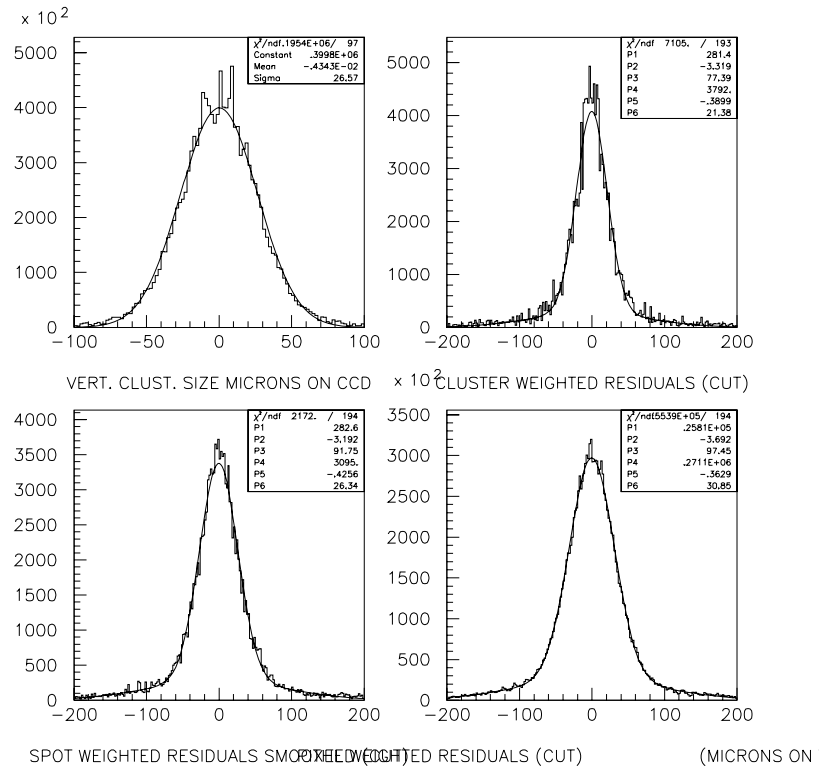 x 10²
χ²/ndf.1954E+06/ 97
Constant .3998E+06
Mean -.4343E-02
Sigma 26.57
5000
4000
3000
2000
1000
0
-100 -50 0 50 100
VERT. CLUST. SIZE MICRONS ON CCD
χ²/ndf 7105. / 193
P1 281.4
P2 -3.319
P3 77.39
P4 3792.
P5 -.3899
P6 21.38
5000
4000
3000
2000
1000
0
-200 -100 0 100 200
CLUSTER WEIGHTED RESIDUALS (CUT)
χ²/ndf 2172. / 194
P1 282.6
P2 -3.192
P3 91.75
P4 3095.
P5 -.4256
P6 26.34
4000
3500
3000
2500
2000
1500
1000
500
0
-200 -100 0 100 200
SPOT WEIGHTED RESIDUALS SMOOTHED (CUT)
x 10²
χ²/nd(5539E+05/ 194
P1 .2581E+05
P2 -3.692
P3 97.45
P4 .2711E+06
P5 -.3629
P6 30.85
3500
3000
2500
2000
1500
1000
500
0
-200 -100 0 100 200
PIXEL WEIGHTED RESIDUALS (CUT)
(MICRONS ON